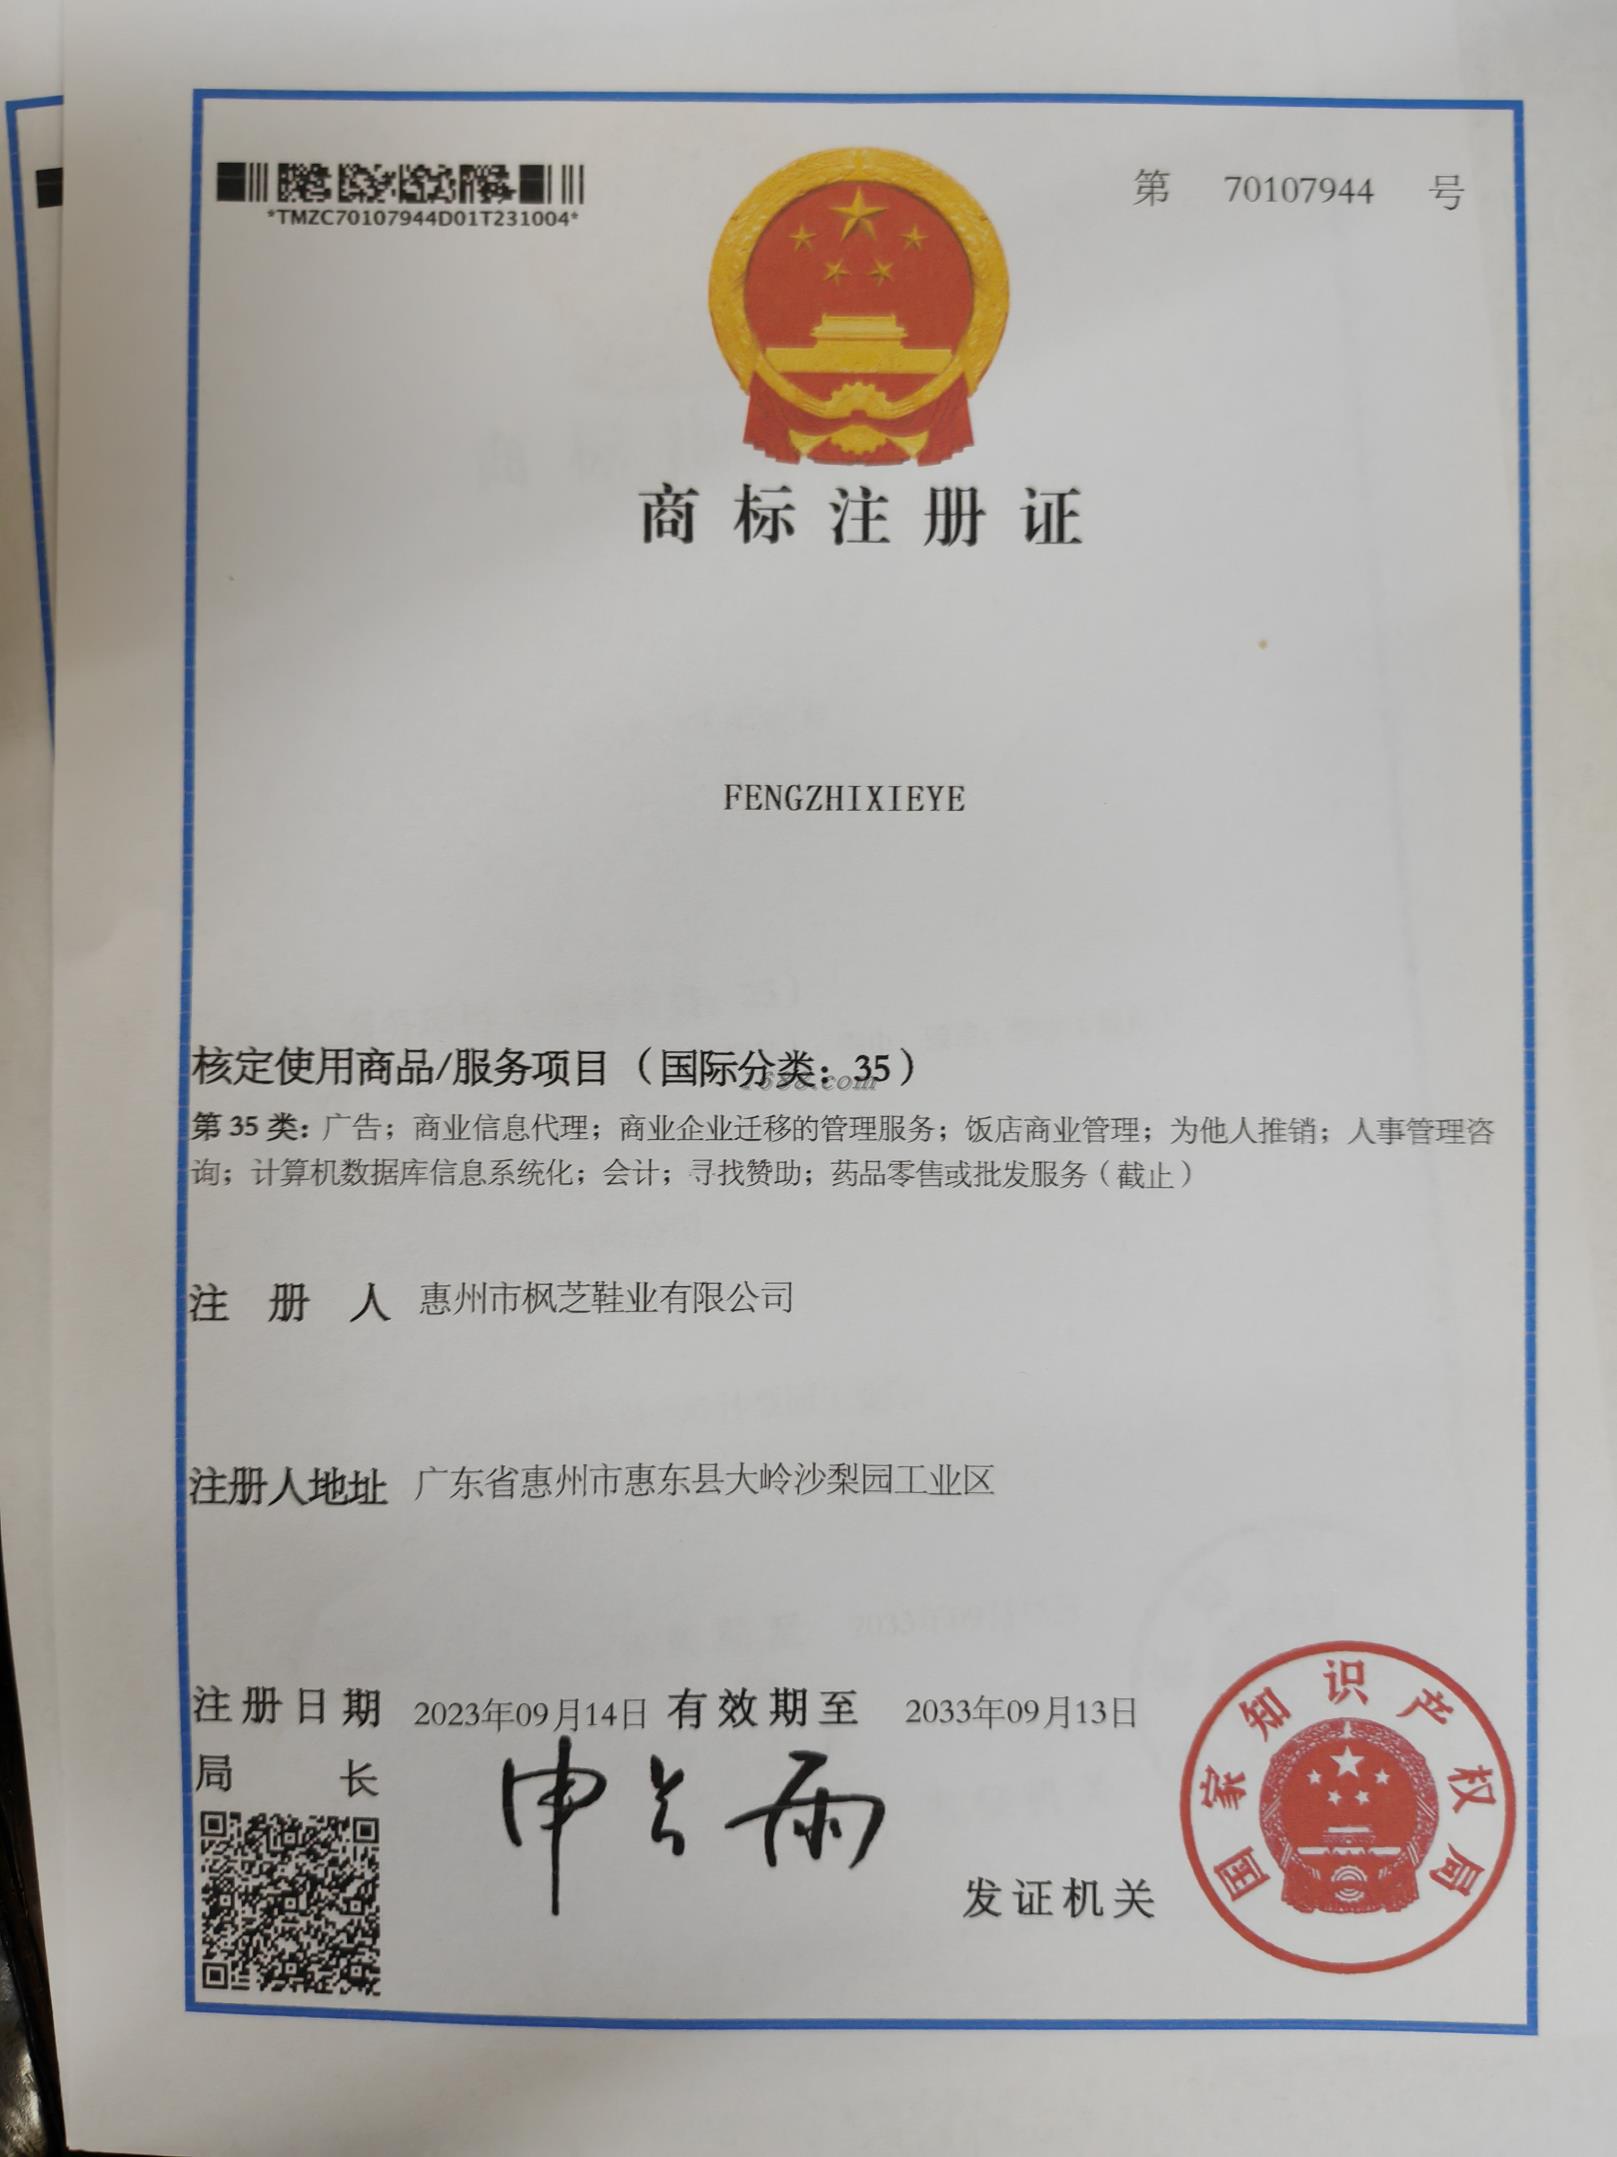 *TMZC70107944D01T231004*
第 70107944 号
商标注册证
FENGZHIXIEYE
核定使用商品/服务项目（国际分类：35）
1688.com
第 35 类：广告；商业信息代理；商业企业迁移的管理服务；饭店商业管理；为他人推销；人事管理咨
询；计算机数据库信息系统化；会计；寻找赞助；药品零售或批发服务（截止）
注册人 惠州市枫芝鞋业有限公司
注册人地址 广东省惠州市惠东县大岭沙梨园工业区
注册日期 2023年09月14日 有效期至 2033年09月13日
局长 申长雨
发证机关
国家知识产权局